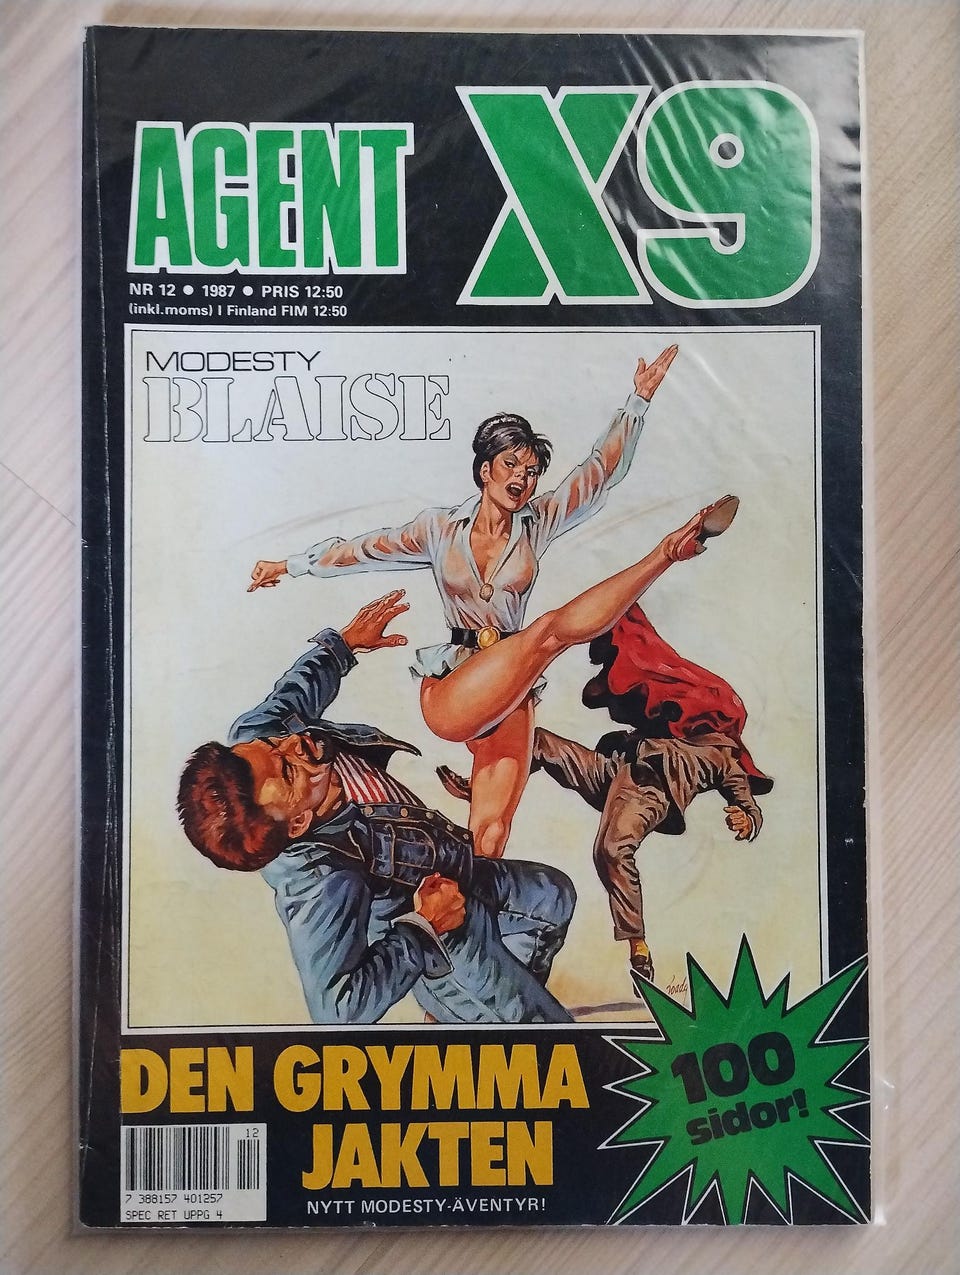 AGENT X9
NR 12 ● 1987 ● PRIS 12:50
(inkl.moms) I Finland FIM 12:50
MODESTY
BLAISE
DEN GRYMMA
JAKTEN
NYTT MODESTY-ÄVENTYR!
100
sidor!
12
7 388157 401257
SPEC RET UPPG 4